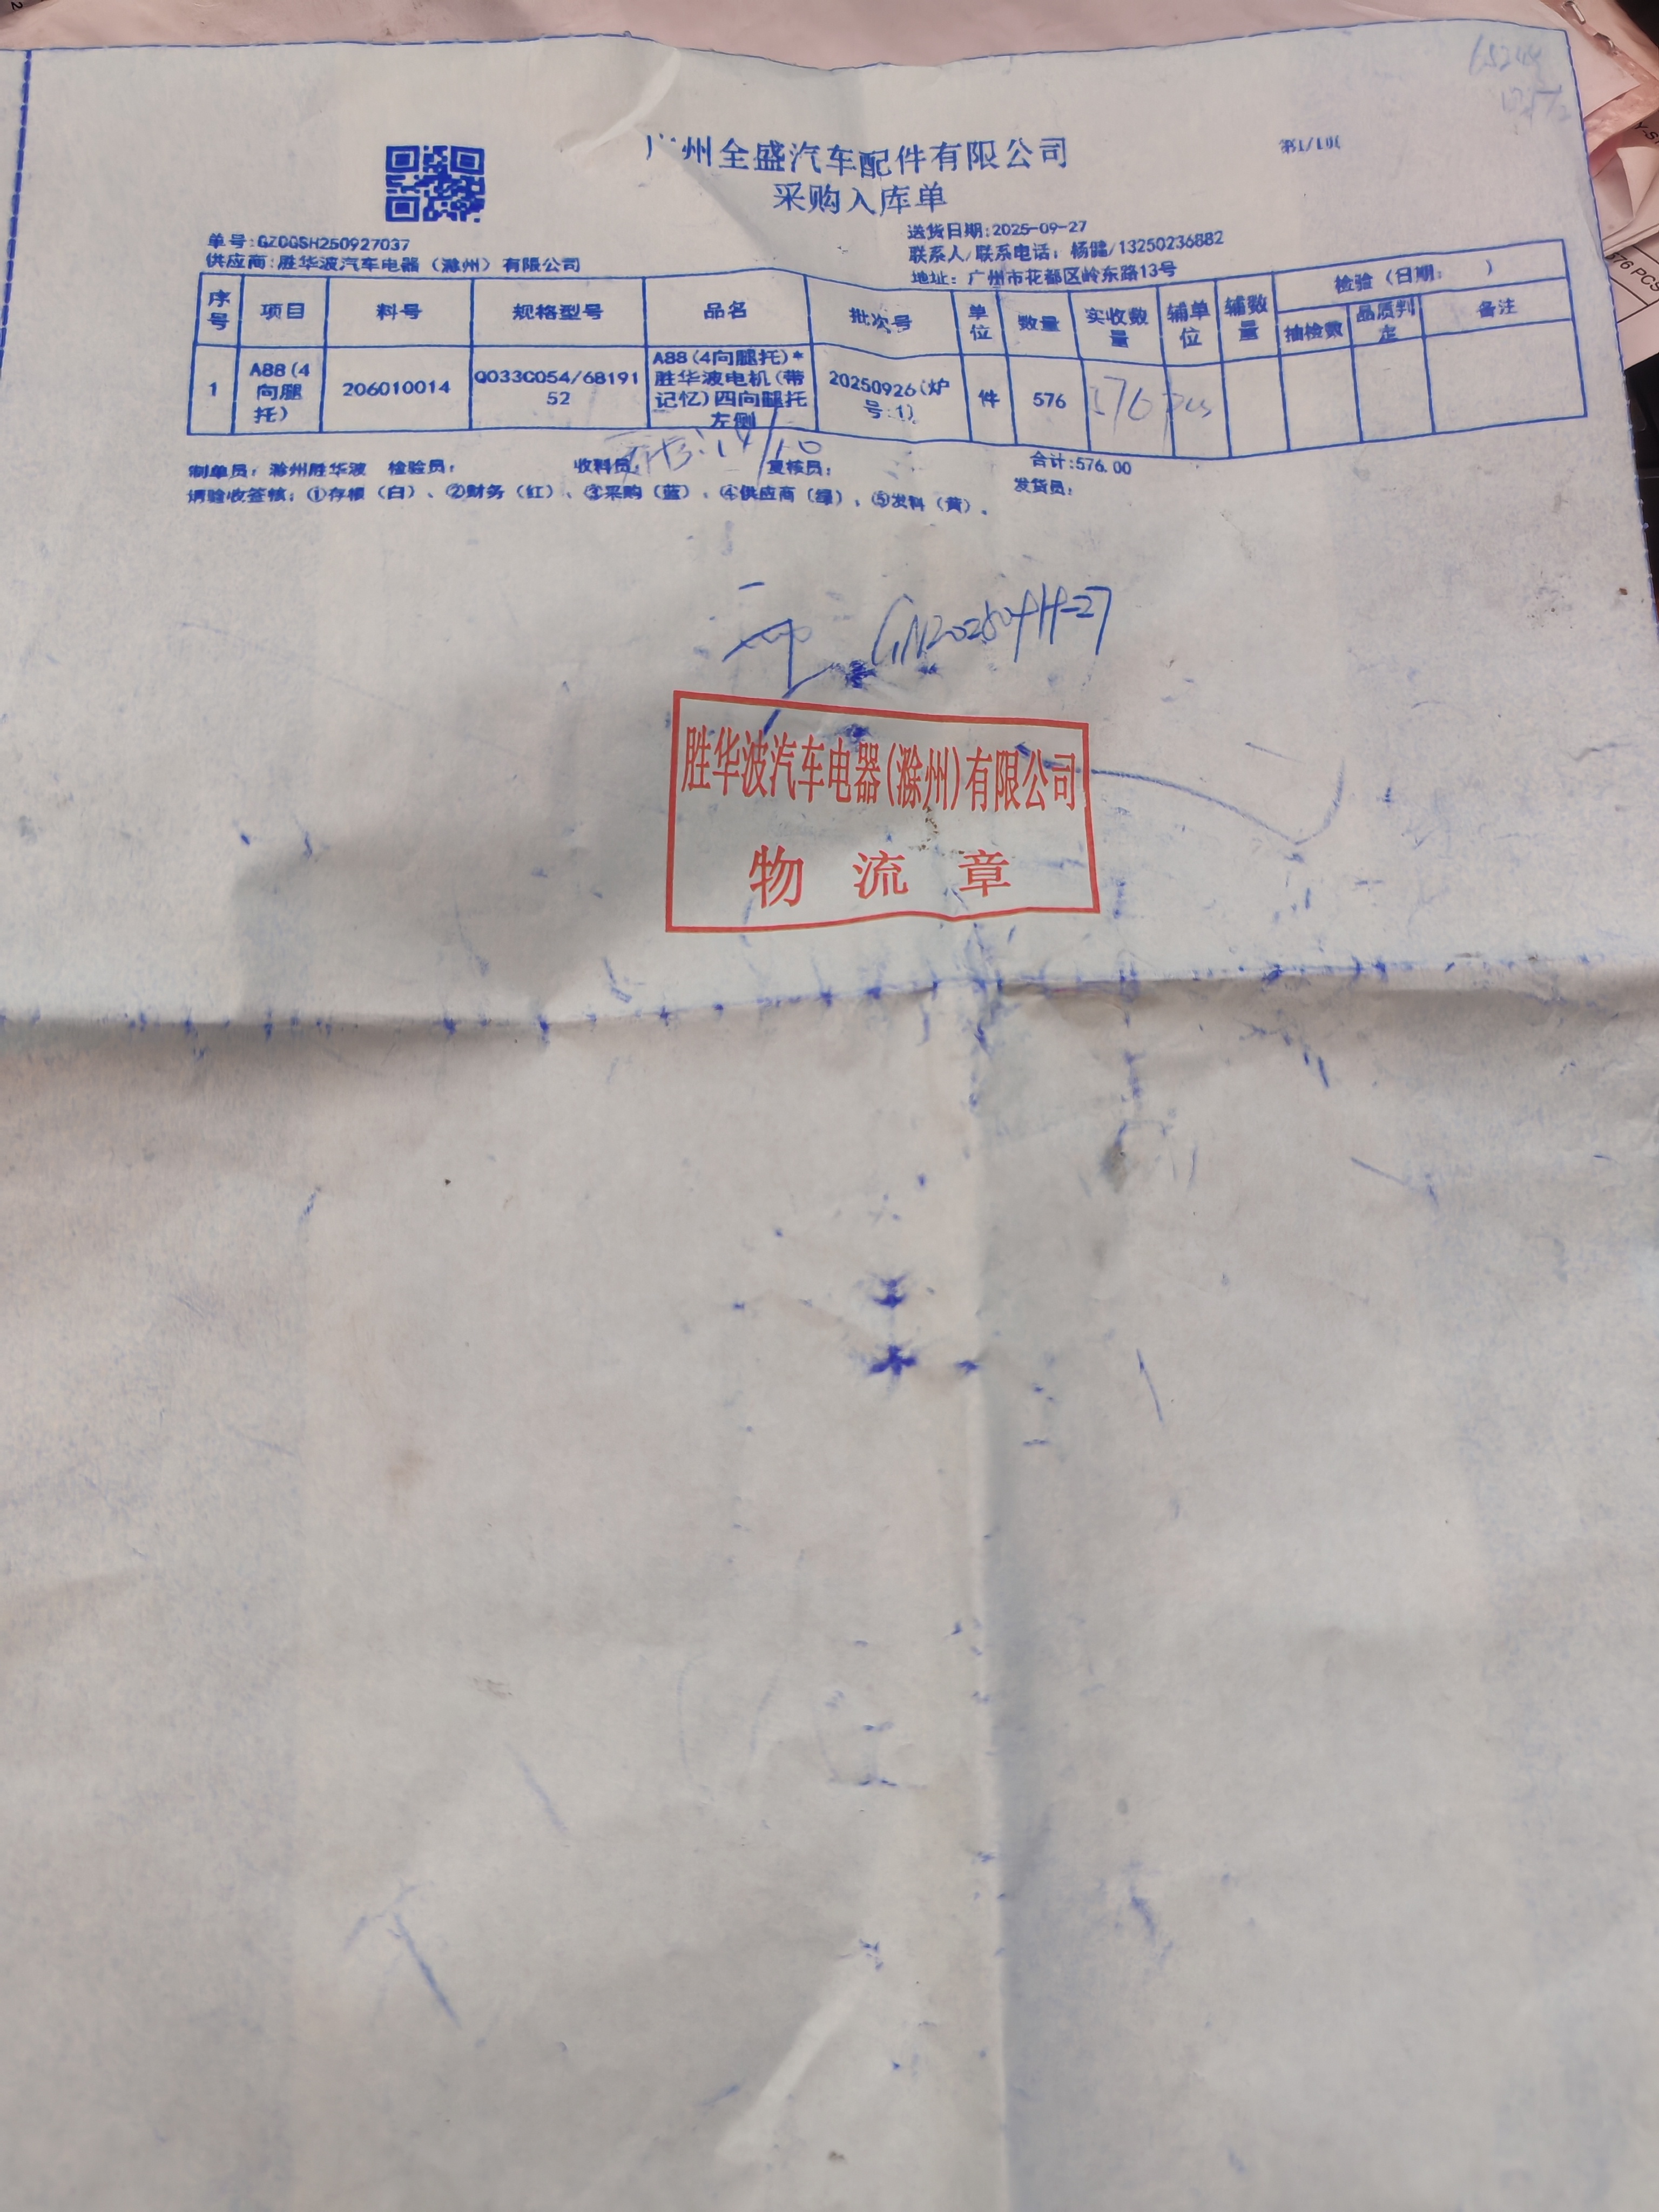 广州全盛汽车配件有限公司
第1/1页
采购入库单
单号:GZQQSH250927037
送货日期:2025-09-27
供应商:胜华波汽车电器（滁州）有限公司
联系人/联系电话：杨健/13250236882
地址：广州市花都区岭东路13号
序号 项目 料号 规格型号 品名 批次号 单位 数量 实收数量 辅单位 辅数量 检验（日期： ）
抽检数 品质判定 备注
1 A88(4向腿托) 206010014 Q033C054/6819152 A88(4向腿托)*胜华波电机(带记忆)四向腿托左侧 20250926(炉号:1) 件 576 576 pcs
合计:576.00
制单员：滁州胜华波 检验员： 收料员： 复核员： 发货员：
请验收签核：①存根（白）、②财务（红）、③采购（蓝）、④供应商（绿）、⑤发料（黄）。
胜华波汽车电器(滁州)有限公司
物流章
76 PCS